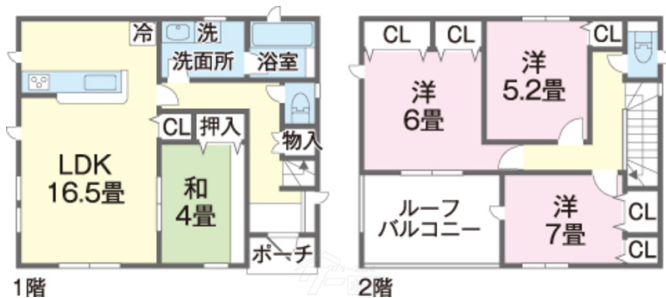 冷
洗
洗面所
浴室
CL
押入
物入
LDK
16.5畳
和
4畳
ポーチ
1階
CL
CL
CL
洋
6畳
洋
5.2畳
ルーフ
バルコニー
洋
7畳
CL
CL
2階